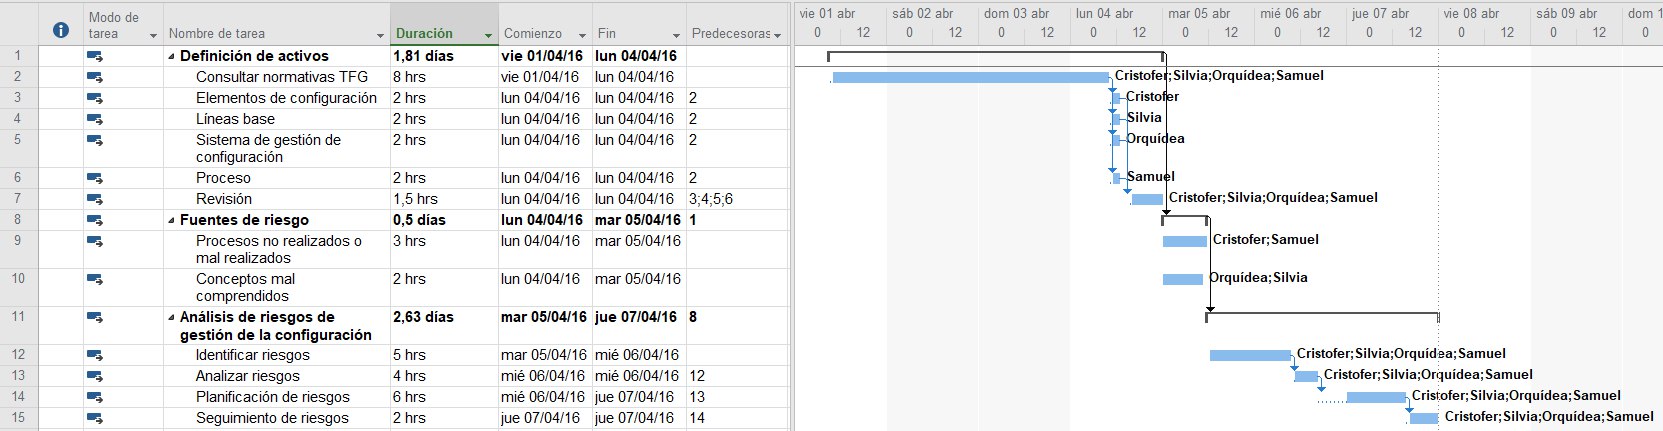 Modo de tarea Nombre de tarea Duración Comienzo Fin Predecesoras
vie 01 abr sáb 02 abr dom 03 abr lun 04 abr mar 05 abr mié 06 abr jue 07 abr vie 08 abr sáb 09 abr dom 1
0 12 0 12 0 12 0 12 0 12 0 12 0 12 0 12 0 12 0
1 Definición de activos 1,81 días vie 01/04/16 lun 04/04/16
2 Consultar normativas TFG 8 hrs vie 01/04/16 lun 04/04/16 Cristofer;Silvia;Orquídea;Samuel
3 Elementos de configuración 2 hrs lun 04/04/16 lun 04/04/16 2 Cristofer
4 Líneas base 2 hrs lun 04/04/16 lun 04/04/16 2 Silvia
5 Sistema de gestión de configuración 2 hrs lun 04/04/16 lun 04/04/16 2 Orquídea
6 Proceso 2 hrs lun 04/04/16 lun 04/04/16 2 Samuel
7 Revisión 1,5 hrs lun 04/04/16 lun 04/04/16 3;4;5;6 Cristofer;Silvia;Orquídea;Samuel
8 Fuentes de riesgo 0,5 días lun 04/04/16 mar 05/04/16 1
9 Procesos no realizados o mal realizados 3 hrs lun 04/04/16 mar 05/04/16 Cristofer;Samuel
10 Conceptos mal comprendidos 2 hrs lun 04/04/16 mar 05/04/16 Orquídea;Silvia
11 Análisis de riesgos de gestión de la configuración 2,63 días mar 05/04/16 jue 07/04/16 8
12 Identificar riesgos 5 hrs mar 05/04/16 mié 06/04/16 Cristofer;Silvia;Orquídea;Samuel
13 Analizar riesgos 4 hrs mié 06/04/16 mié 06/04/16 12 Cristofer;Silvia;Orquídea;Samuel
14 Planificación de riesgos 6 hrs mié 06/04/16 jue 07/04/16 13 Cristofer;Silvia;Orquídea;Samuel
15 Seguimiento de riesgos 2 hrs jue 07/04/16 jue 07/04/16 14 Cristofer;Silvia;Orquídea;Samuel